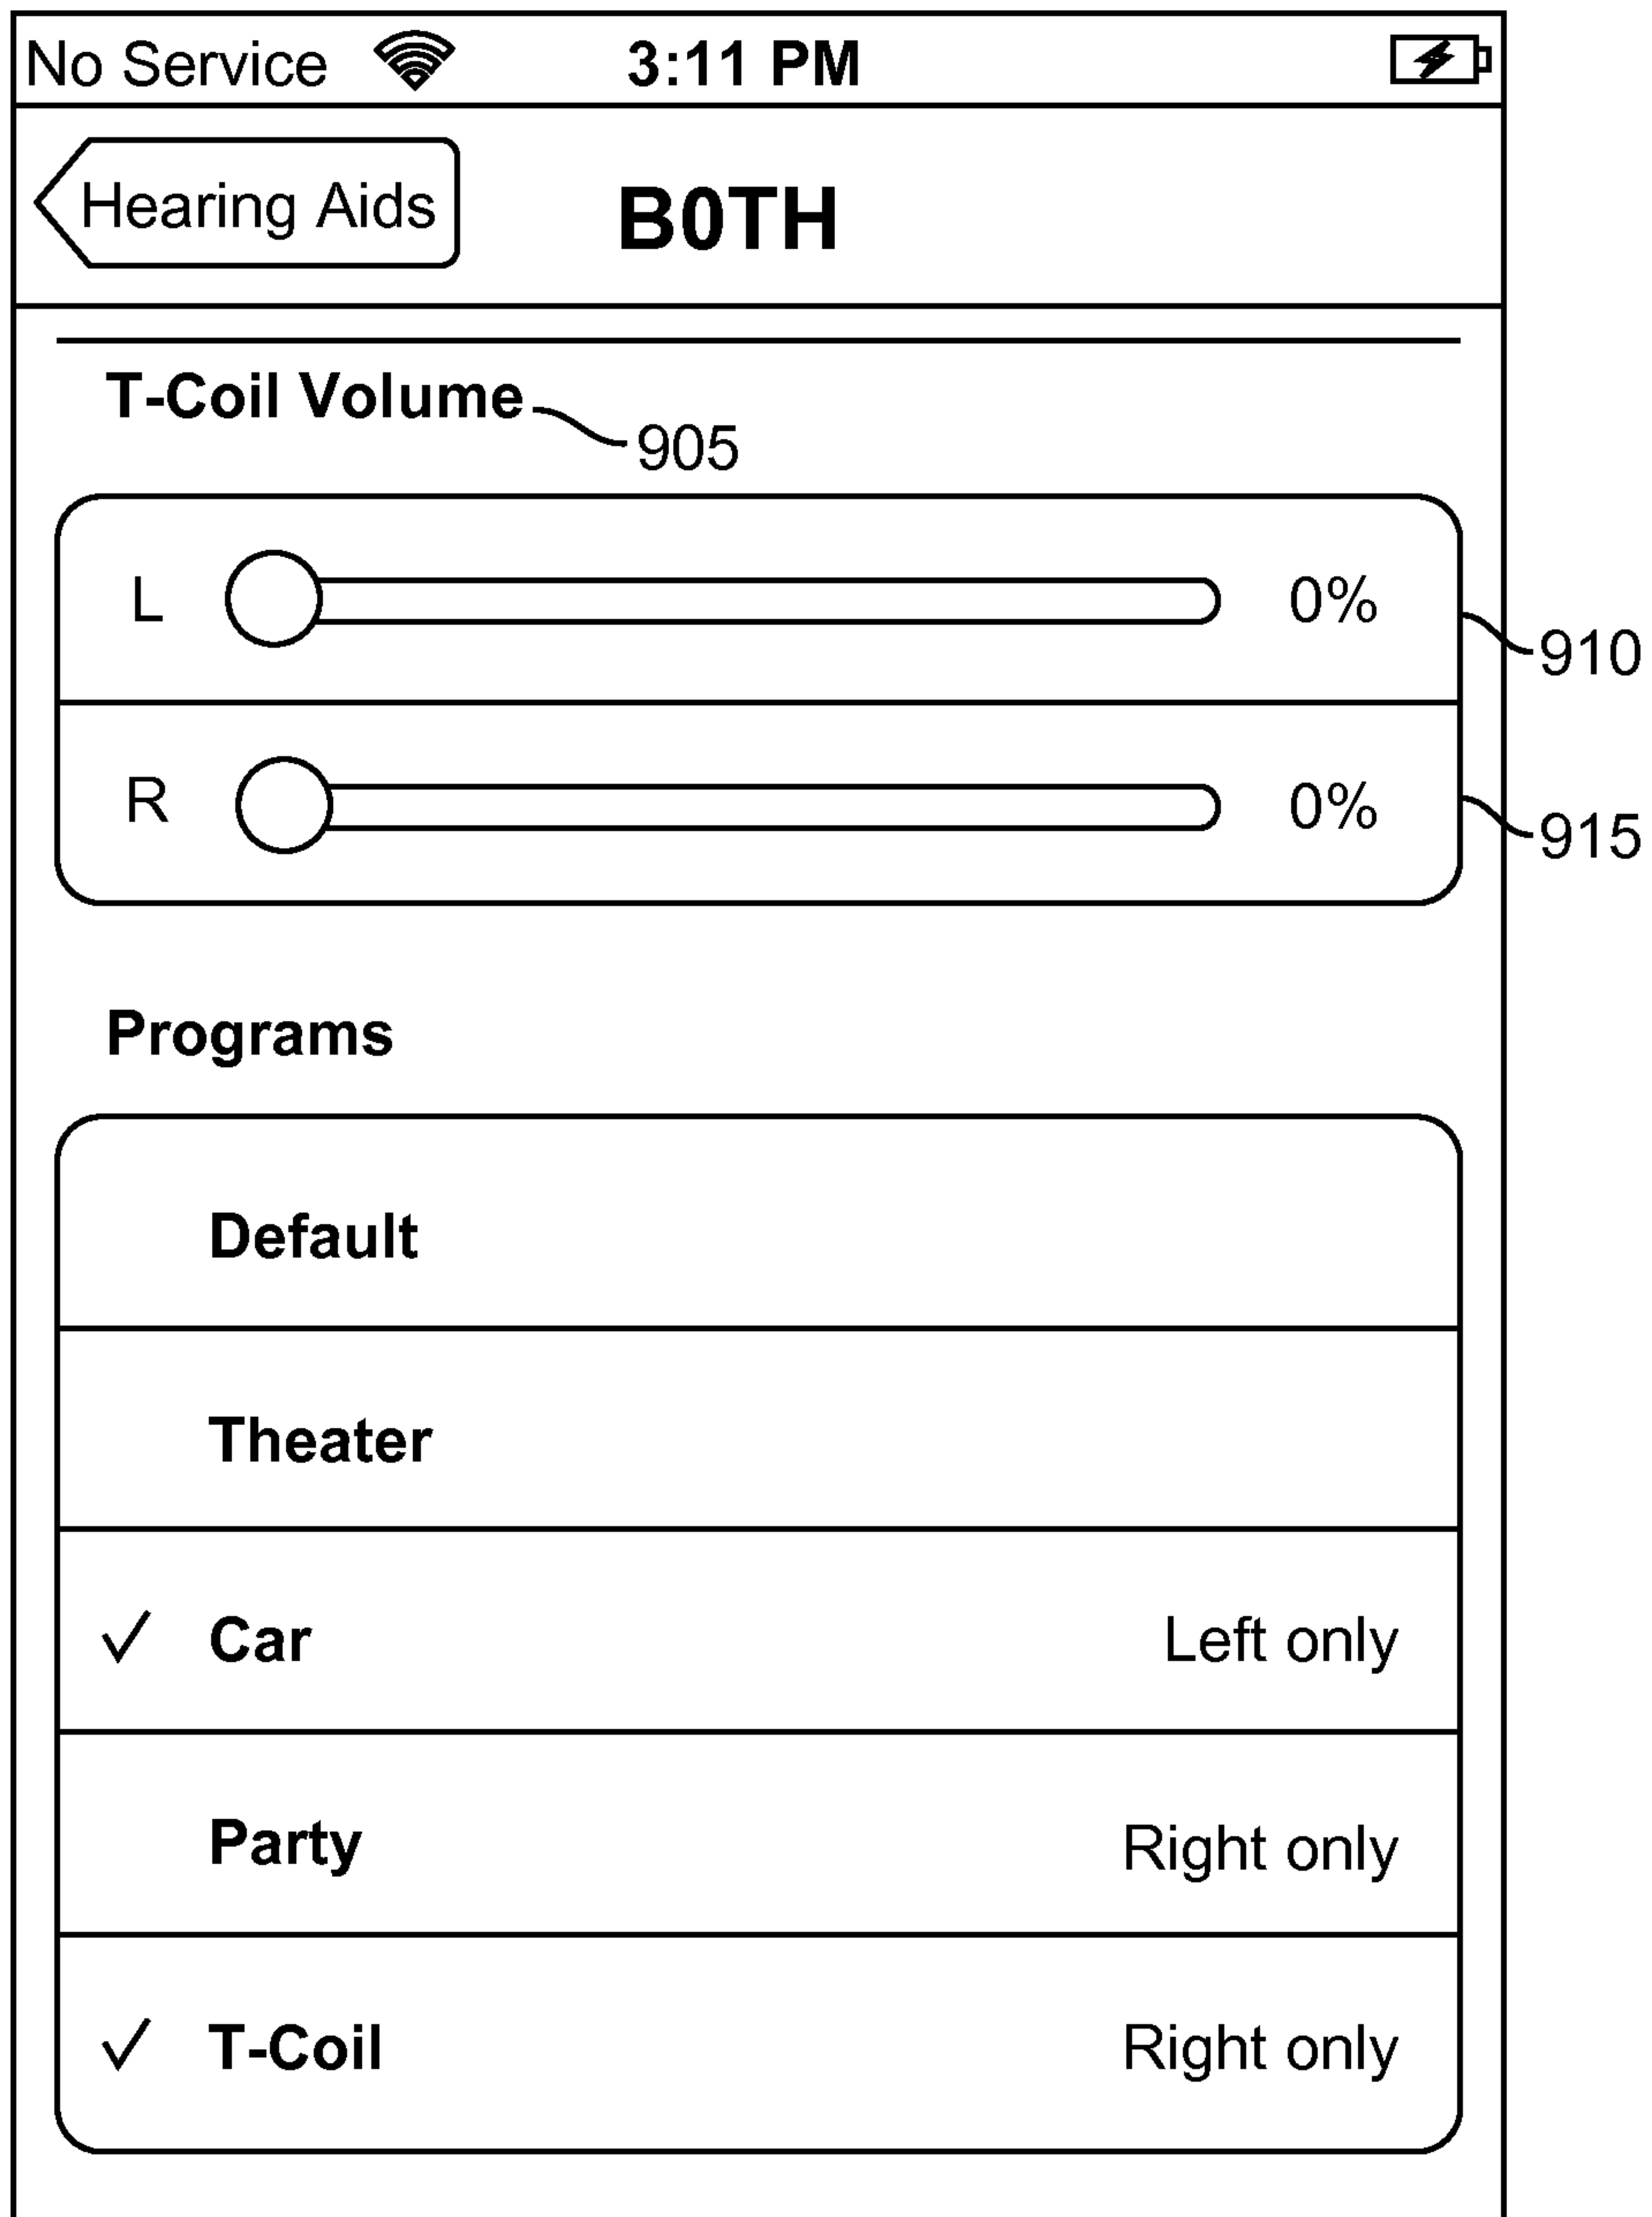 No Service 3:11 PM
Hearing Aids B0TH
T-Coil Volume
905
L 0%
910
R 0%
915
Programs
Default
Theater
✓ Car Left only
Party Right only
✓ T-Coil Right only